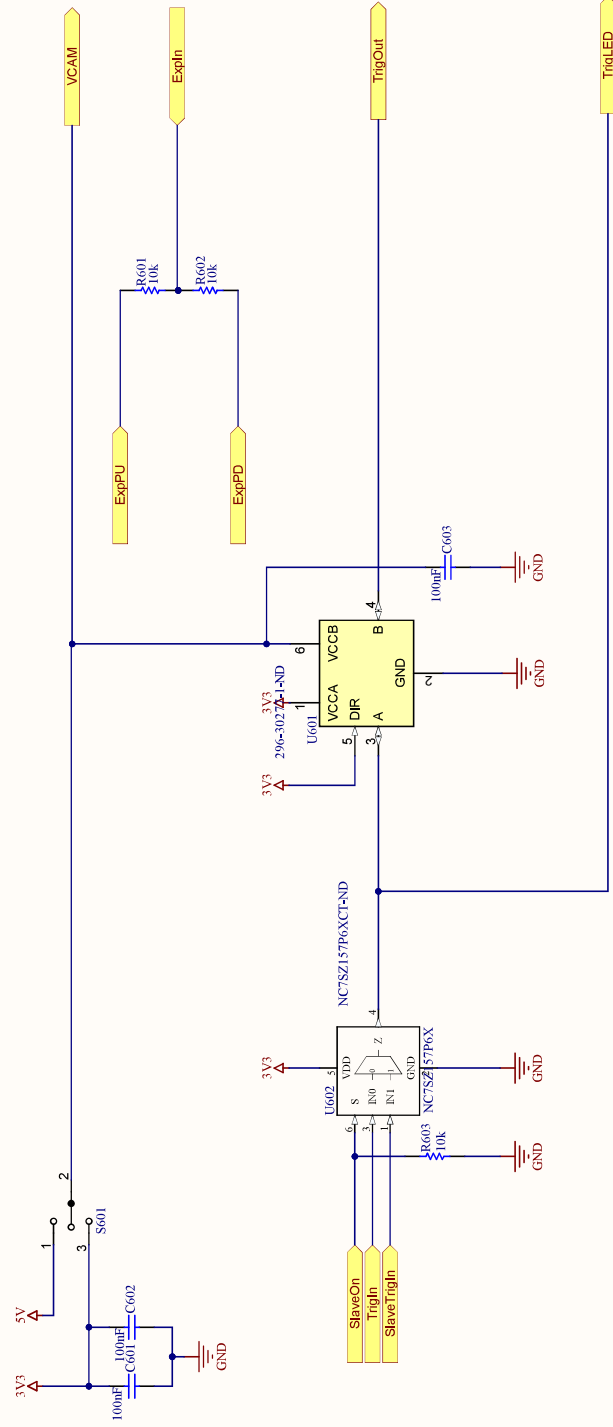 VCAM
ExpIn
TrigOut
TrigLED
R601
10k
R602
10k
ExpPU
ExpPD
C603
100nF
GND
6
4
VCCB
B
GND
2
GND
VCCA
DIR
A
1
5
3
3V3
U601
3V3
NC7SZ157P6XCT-ND
4
3V3
5
VDD
U602
Z
S
IN0
0
IN1
1
GND
NC7SZ157P6X
GND
6
3
1
R603
10k
GND
SlaveOn
TrigIn
SlaveTrigIn
2
S601
1
3
5V
3V3
C602
100nF
C601
100nF
GND